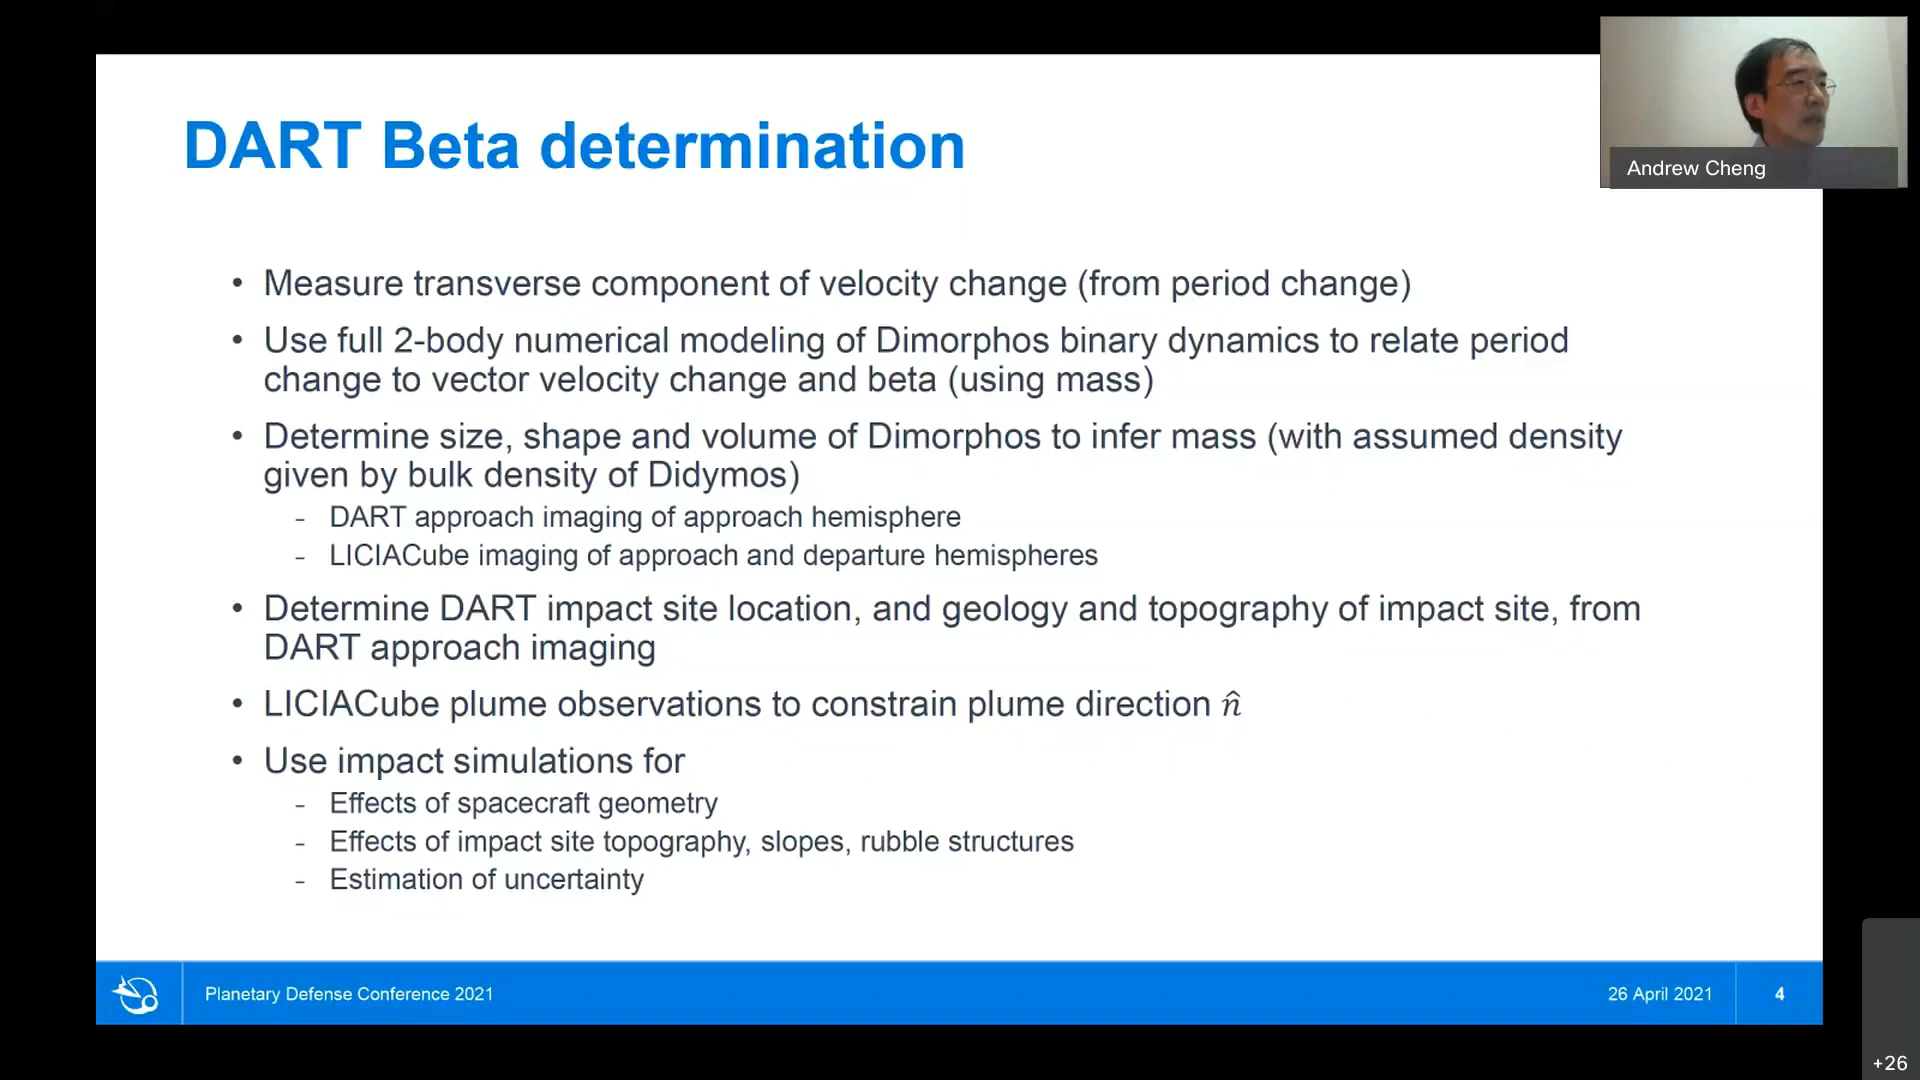 Andrew Cheng
DART Beta determination
• Measure transverse component of velocity change (from period change)
• Use full 2-body numerical modeling of Dimorphos binary dynamics to relate period
change to vector velocity change and beta (using mass)
• Determine size, shape and volume of Dimorphos to infer mass (with assumed density
given by bulk density of Didymos)
- DART approach imaging of approach hemisphere
- LICIACube imaging of approach and departure hemispheres
• Determine DART impact site location, and geology and topography of impact site, from
DART approach imaging
• LICIACube plume observations to constrain plume direction n̂
• Use impact simulations for
- Effects of spacecraft geometry
- Effects of impact site topography, slopes, rubble structures
- Estimation of uncertainty
Planetary Defense Conference 2021
26 April 2021
4
+26